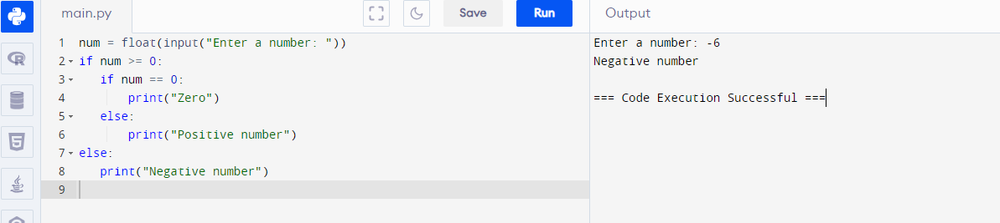 main.py
Save
Run
Output
1 num = float(input("Enter a number: "))
2 if num >= 0:
3    if num == 0:
4        print("Zero")
5    else:
6        print("Positive number")
7 else:
8    print("Negative number")
9
Enter a number: -6
Negative number
=== Code Execution Successful ===